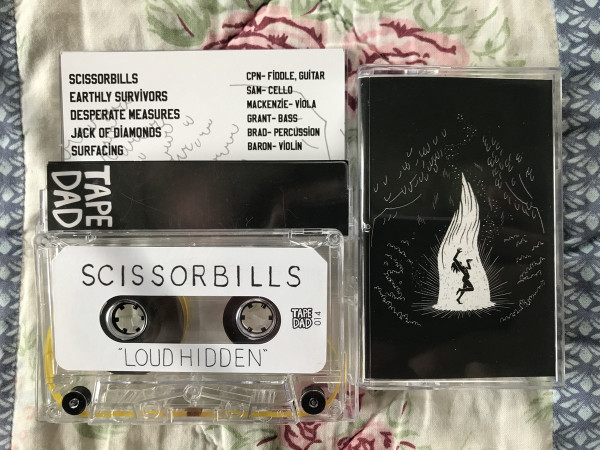 SCISSORBILLS
EARTHLY SURVIVORS
DESPERATE MEASURES
JACK OF DIAMONDS
SURFACING
CPN- FIDDLE, GUITAR
SAM- CELLO
MACKENZIE- VIOLA
GRANT- BASS
BRAD- PERCUSSION
BARON- VIOLIN
TAPE
DAD
SCISSORBILLS
TAPE
DAD
014
"LOUD HIDDEN"